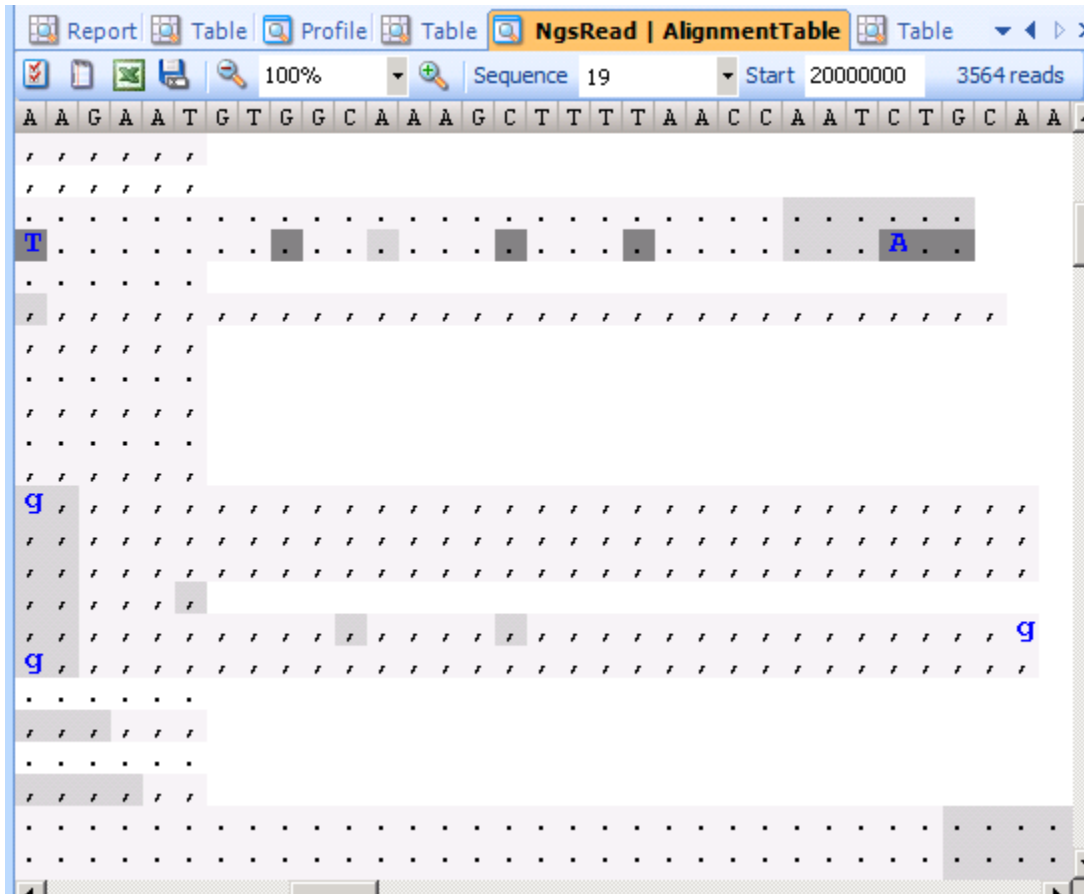 Report Table Profile Table NgsRead | AlignmentTable Table
100% Sequence 19 Start 20000000 3564 reads
A A G A A T G T G G C A A A G C T T T T A A C C A A T C T G C A A
, , , , , ,
, , , , , ,
. . . . . . . . . . . . . . . . . . . . . . . . . . . . . .
T . . . . . . . . . . . . . . . . . . . . . . . . . . A . .
. . . . . .
, , , , , , , , , , , , , , , , , , , , , , , , , , , , , , ,
, , , , , ,
. . . . . .
, , , , , ,
. . . . . .
, , , , , ,
g , , , , , , , , , , , , , , , , , , , , , , , , , , , , , , ,
, , , , , , , , , , , , , , , , , , , , , , , , , , , , , , , ,
, , , , , , , , , , , , , , , , , , , , , , , , , , , , , , , ,
, , , , , ,
, , , , , , , , , , , , , , , , , , , , , , , , , , , , , , , g
g , , , , , , , , , , , , , , , , , , , , , , , , , , , , , , ,
. . . . . .
, , , , , ,
. . . . . .
, , , , , ,
. . . . . . . . . . . . . . . . . . . . . . . . . . . . . . . . .
. . . . . . . . . . . . . . . . . . . . . . . . . . . . . . . . .